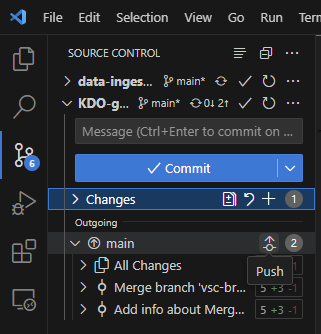 File Edit Selection View Go Run Ter
SOURCE CONTROL
data-inges... main*
KDO-g... main* 0↓ 2↑
Message (Ctrl+Enter to commit on ...
Commit
6
Changes 1
Outgoing
main 2
Push
All Changes
Merge branch 'vsc-br... 5 +3 -1
Add info about Merg... 5 +3 -1